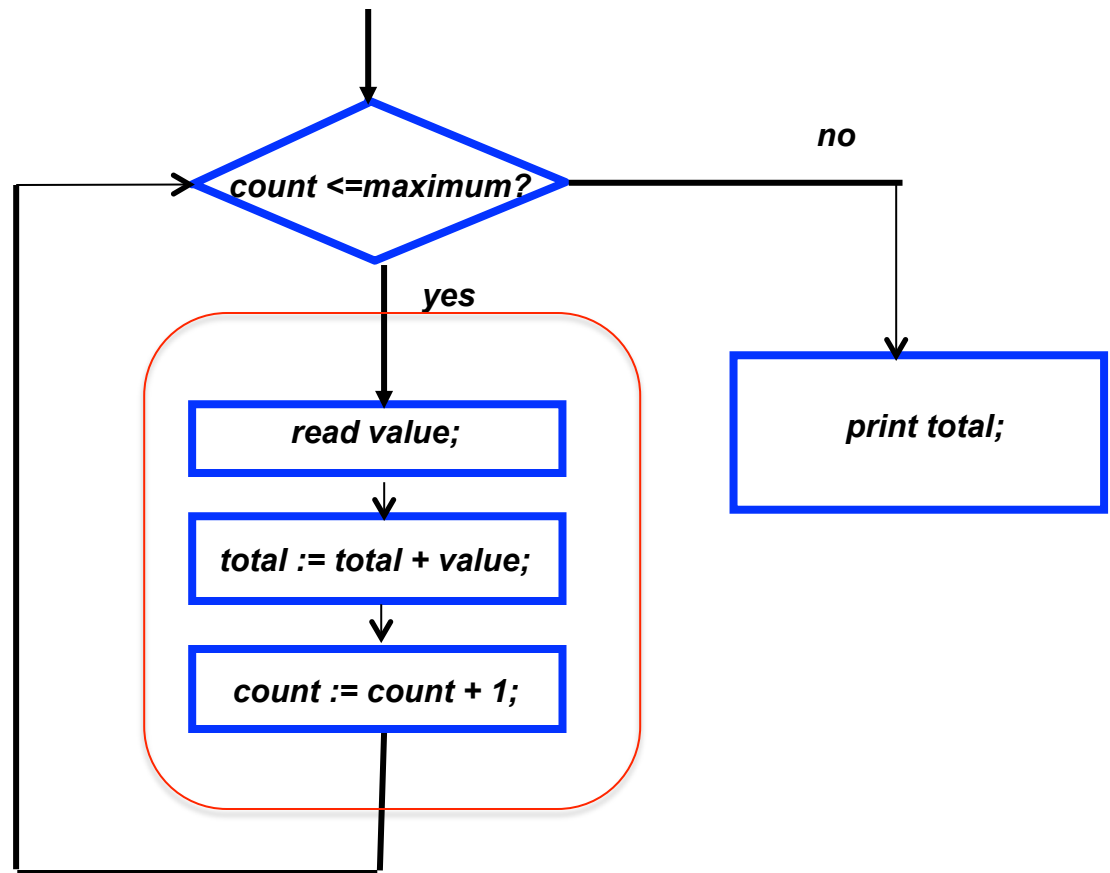 no
count <=maximum?
yes
read value;
print total;
total := total + value;
count := count + 1;